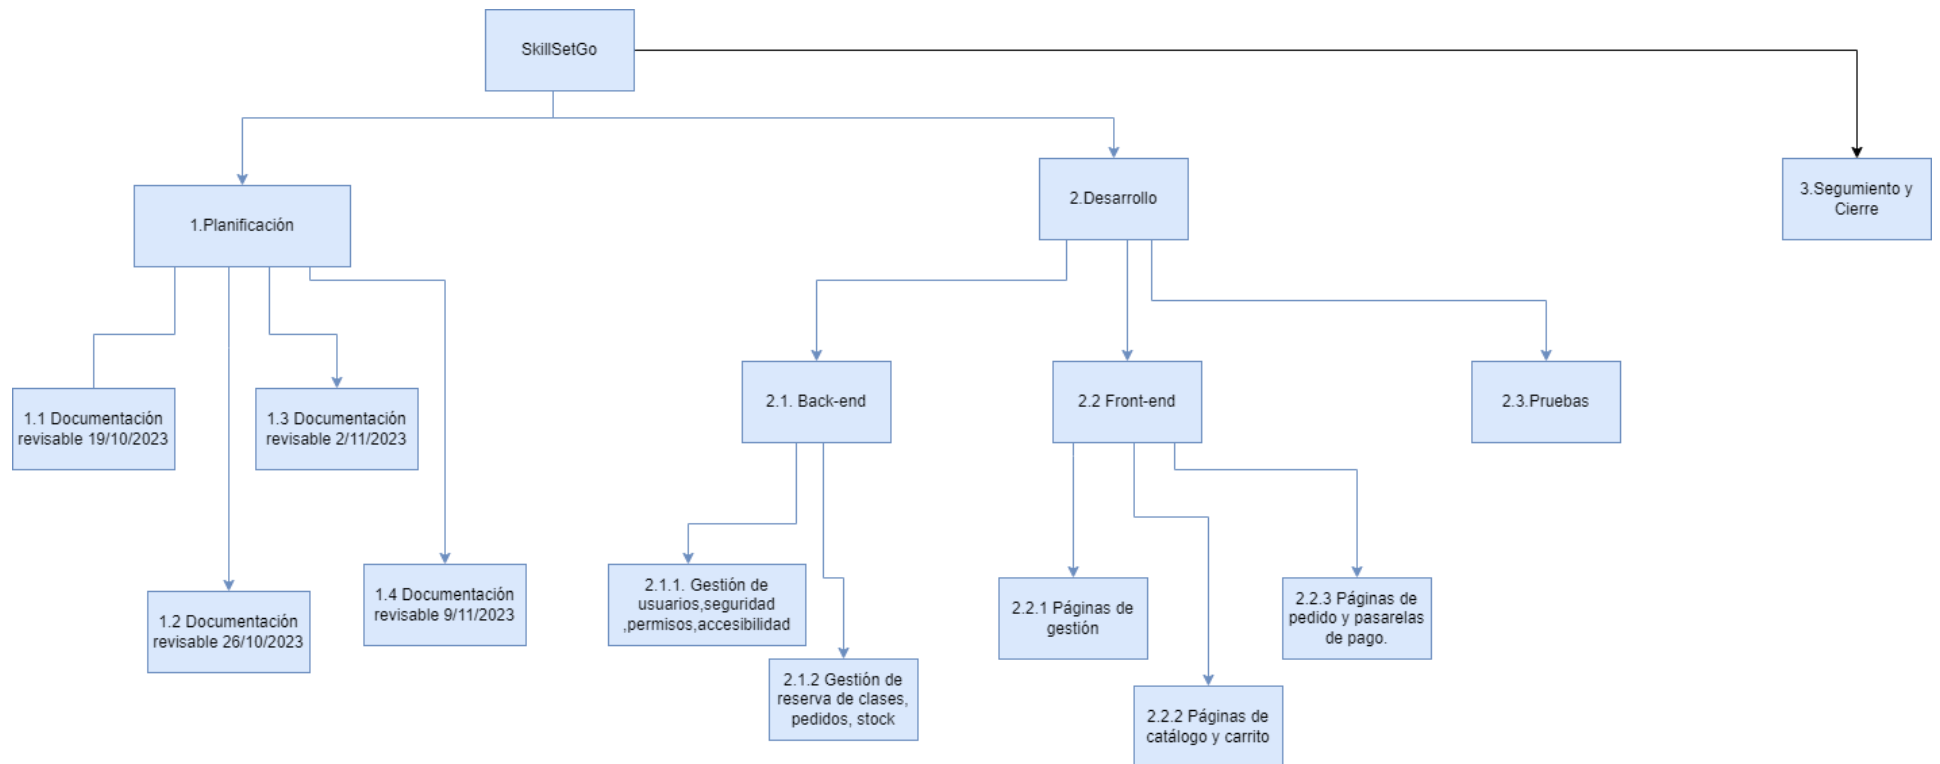 SkillSetGo
1.Planificación
2.Desarrollo
3.Segumiento y
Cierre
1.1 Documentación
revisable 19/10/2023
1.3 Documentación
revisable 2/11/2023
1.2 Documentación
revisable 26/10/2023
1.4 Documentación
revisable 9/11/2023
2.1. Back-end
2.2 Front-end
2.3.Pruebas
2.1.1. Gestión de
usuarios,seguridad
,permisos,accesibilidad
2.1.2 Gestión de
reserva de clases,
pedidos, stock
2.2.1 Páginas de
gestión
2.2.2 Páginas de
catálogo y carrito
2.2.3 Páginas de
pedido y pasarelas
de pago.